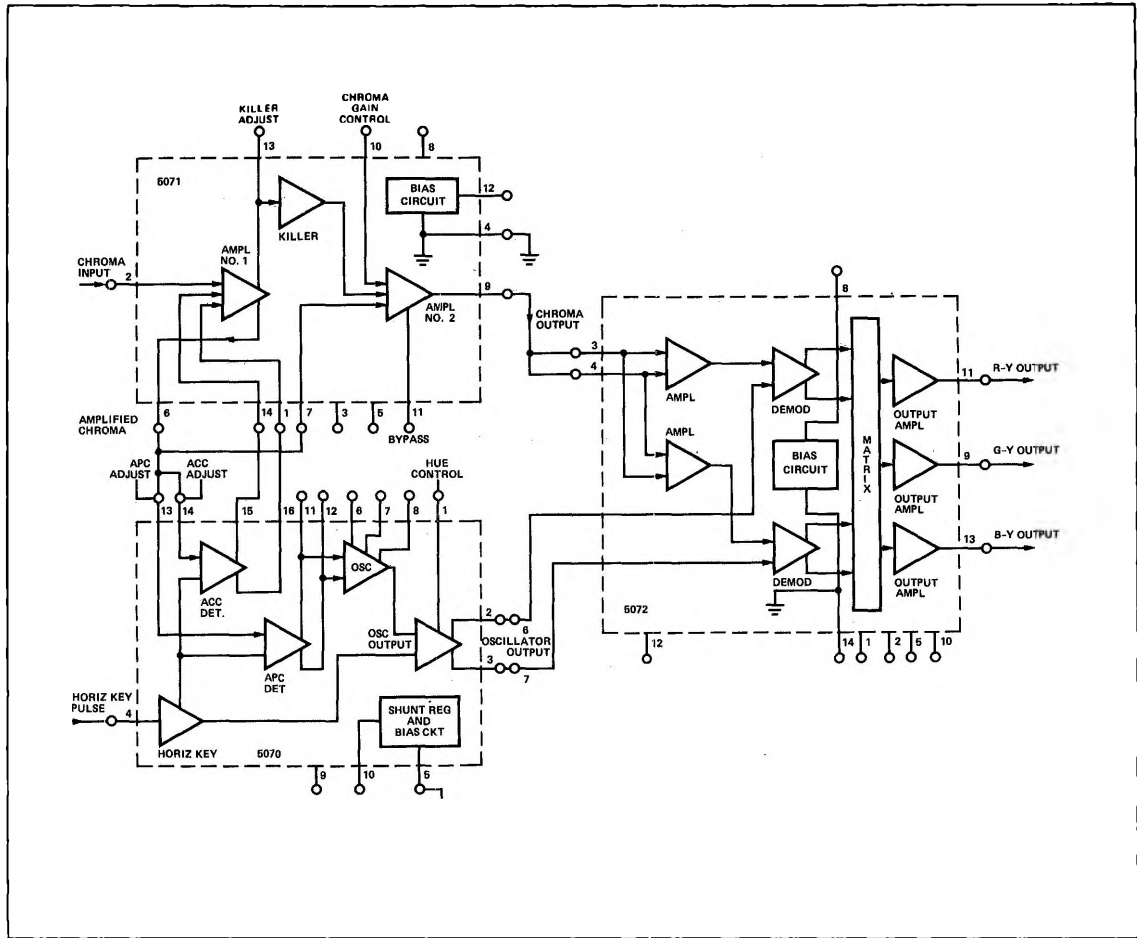 KILLER
ADJUST
13
CHROMA
GAIN
CONTROL
10
8
5071
BIAS
CIRCUIT
12
4
KILLER
AMPL
NO. 1
CHROMA
INPUT
2
AMPL
NO. 2
9
CHROMA
OUTPUT
6
14
1
7
3
5
11
BYPASS
AMPLIFIED
CHROMA
APC
ADJUST
ACC
ADJUST
HUE
CONTROL
13
14
15
16
11
12
6
7
8
1
OSC
ACC
DET.
APC
DET
OSC
OUTPUT
2
6
OSCILLATOR
OUTPUT
3
7
HORIZ KEY
PULSE
4
HORIZ KEY
5070
SHUNT REG
AND
BIAS CKT
9
10
5
8
3
4
AMPL
AMPL
DEMOD
BIAS
CIRCUIT
DEMOD
MATRIX
OUTPUT
AMPL
11
R-Y OUTPUT
OUTPUT
AMPL
9
G-Y OUTPUT
OUTPUT
AMPL
13
B-Y OUTPUT
5072
12
14
1
2
5
10